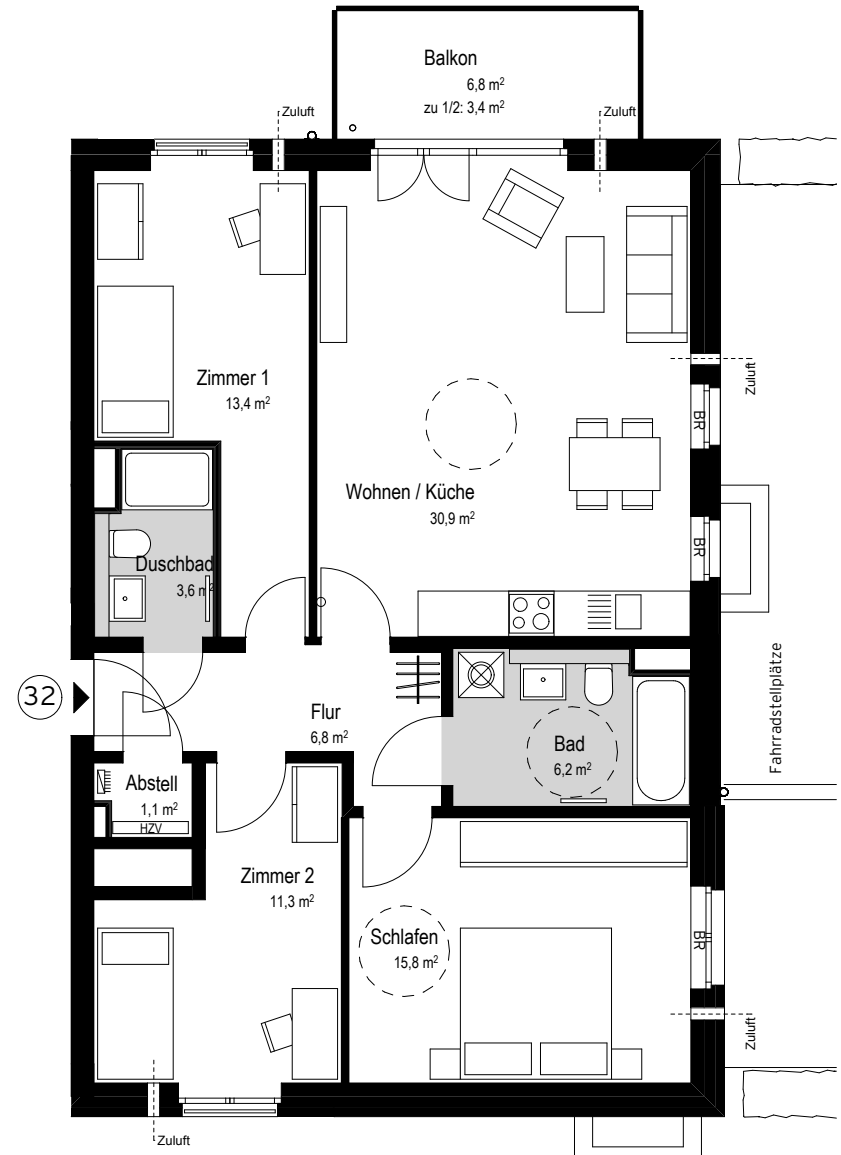 Balkon
6,8 m²
zu 1/2: 3,4 m²
Zuluft
Zuluft
Zimmer 1
13,4 m²
Zuluft
BR
Wohnen / Küche
30,9 m²
BR
Duschbad
3,6 m²
Fahrradstellplätze
32
Flur
6,8 m²
Bad
6,2 m²
Abstell
1,1 m²
HZV
Zimmer 2
11,3 m²
Schlafen
15,8 m²
BR
Zuluft
Zuluft